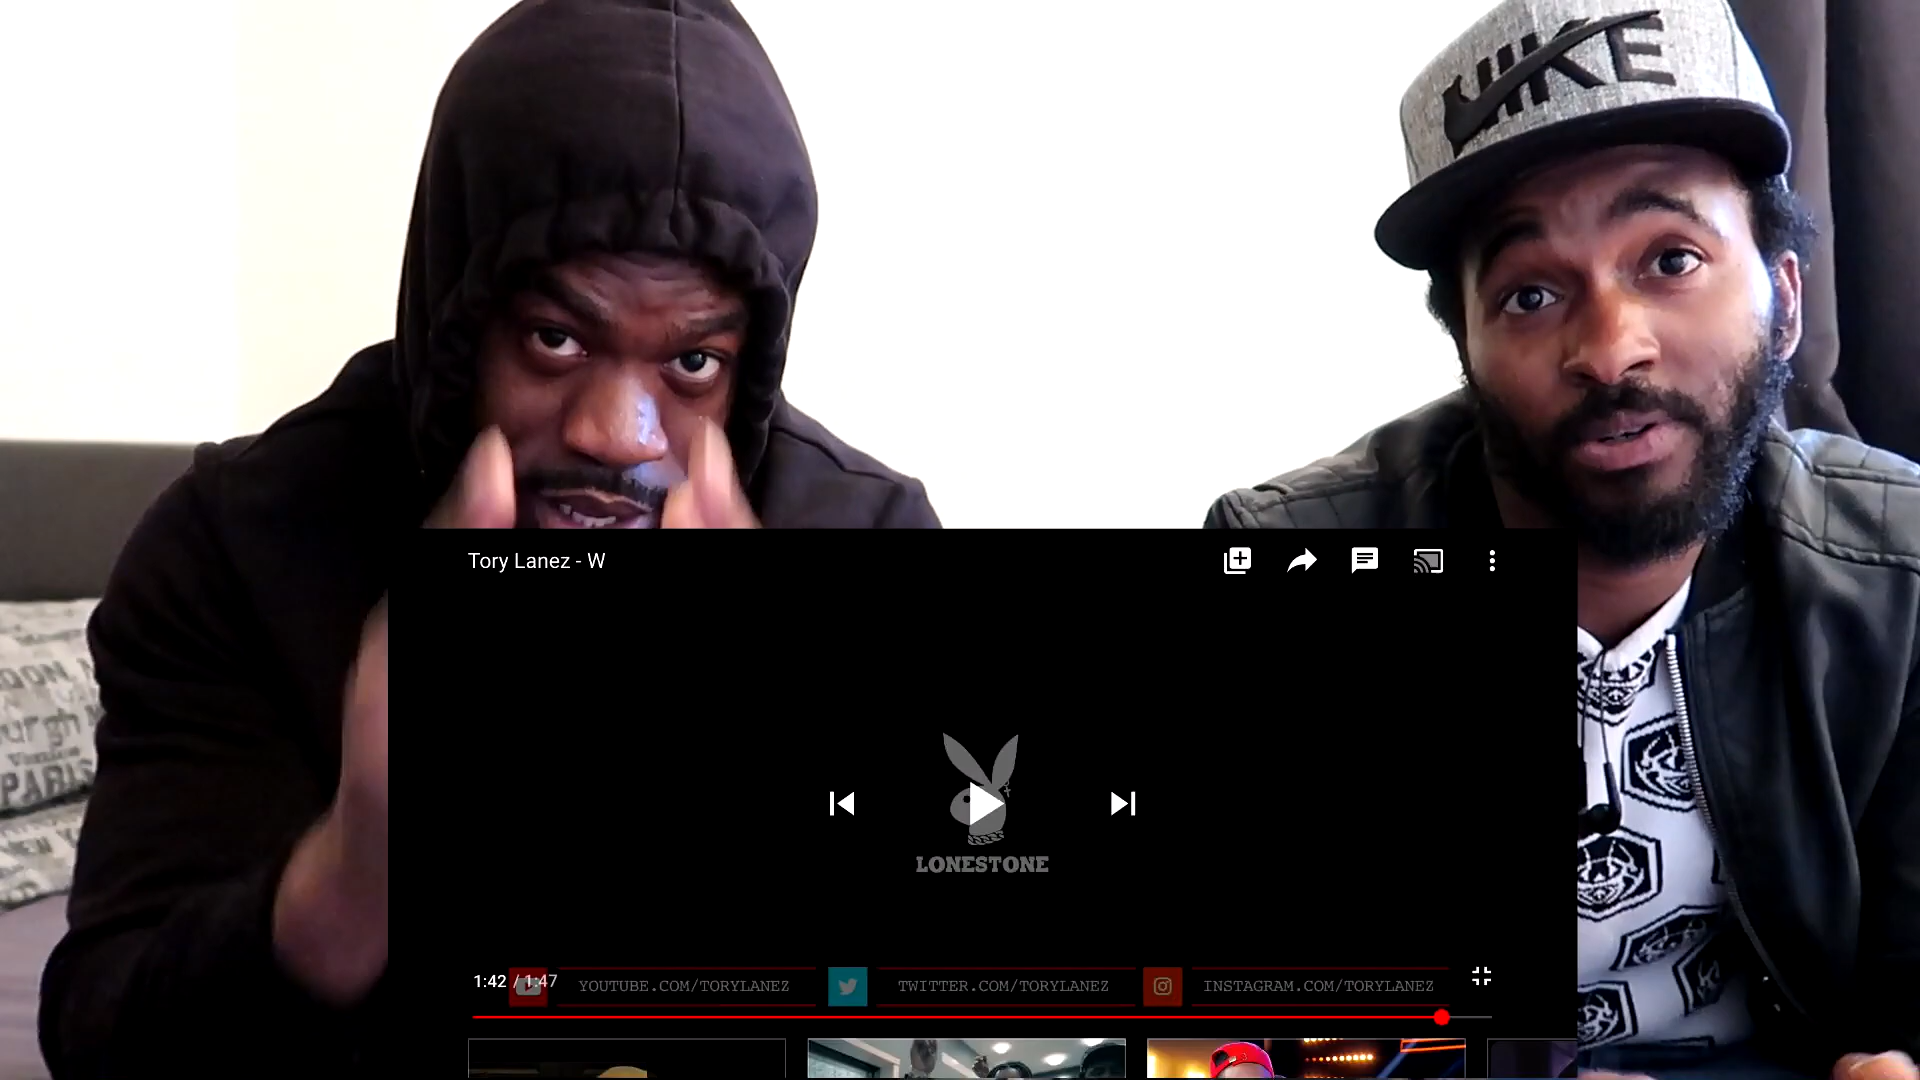 NIKE
Tory Lanez - W
LONESTONE
1:42 / 1:47
YOUTUBE.COM/TORYLANEZ
TWITTER.COM/TORYLANEZ
INSTAGRAM.COM/TORYLANEZ
PARIS